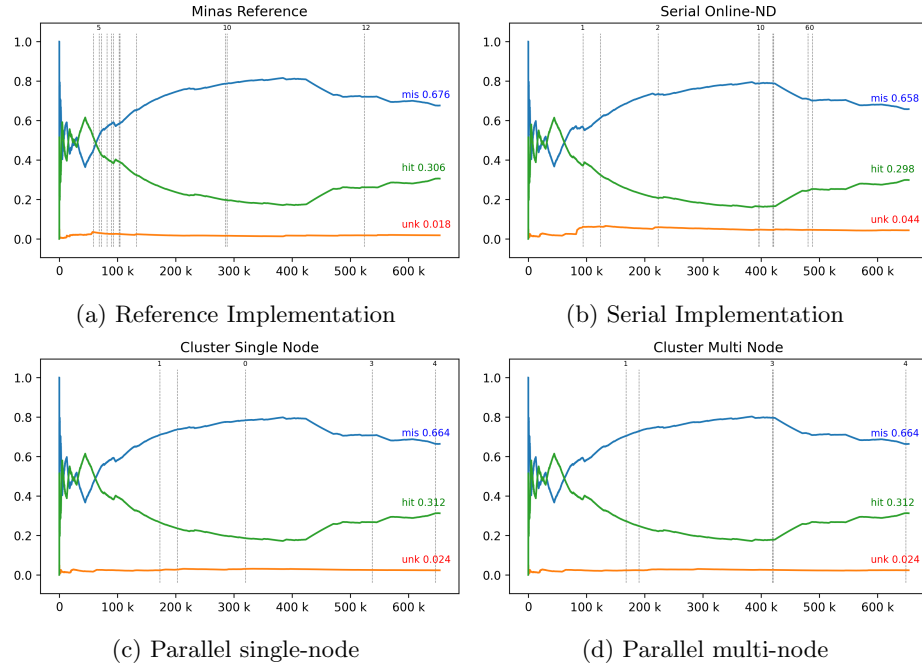 Minas Reference
5
10
12
1.0
0.8
0.6
0.4
0.2
0.0
mis 0.676
hit 0.306
unk 0.018
0
100 k
200 k
300 k
400 k
500 k
600 k
(a) Reference Implementation
Serial Online-ND
1
2
10
60
1.0
0.8
0.6
0.4
0.2
0.0
mis 0.658
hit 0.298
unk 0.044
0
100 k
200 k
300 k
400 k
500 k
600 k
(b) Serial Implementation
Cluster Single Node
1
0
3
4
1.0
0.8
0.6
0.4
0.2
0.0
mis 0.664
hit 0.312
unk 0.024
0
100 k
200 k
300 k
400 k
500 k
600 k
(c) Parallel single-node
Cluster Multi Node
1
3
4
1.0
0.8
0.6
0.4
0.2
0.0
mis 0.664
hit 0.312
unk 0.024
0
100 k
200 k
300 k
400 k
500 k
600 k
(d) Parallel multi-node